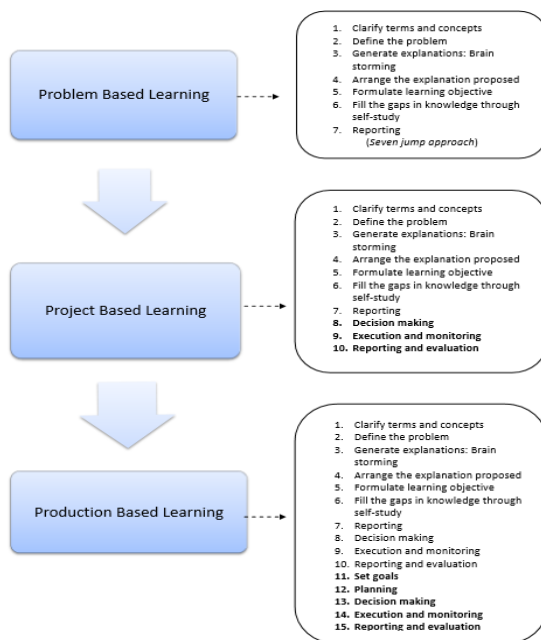 Problem Based Learning
1. Clarify terms and concepts
2. Define the problem
3. Generate explanations: Brain
storming
4. Arrange the explanation proposed
5. Formulate learning objective
6. Fill the gaps in knowledge through
self-study
7. Reporting
(Seven jump approach)
Project Based Learning
1. Clarify terms and concepts
2. Define the problem
3. Generate explanations: Brain
storming
4. Arrange the explanation proposed
5. Formulate learning objective
6. Fill the gaps in knowledge through
self-study
7. Reporting
8. Decision making
9. Execution and monitoring
10. Reporting and evaluation
Production Based Learning
1. Clarify terms and concepts
2. Define the problem
3. Generate explanations: Brain
storming
4. Arrange the explanation proposed
5. Formulate learning objective
6. Fill the gaps in knowledge through
self-study
7. Reporting
8. Decision making
9. Execution and monitoring
10. Reporting and evaluation
11. Set goals
12. Planning
13. Decision making
14. Execution and monitoring
15. Reporting and evaluation